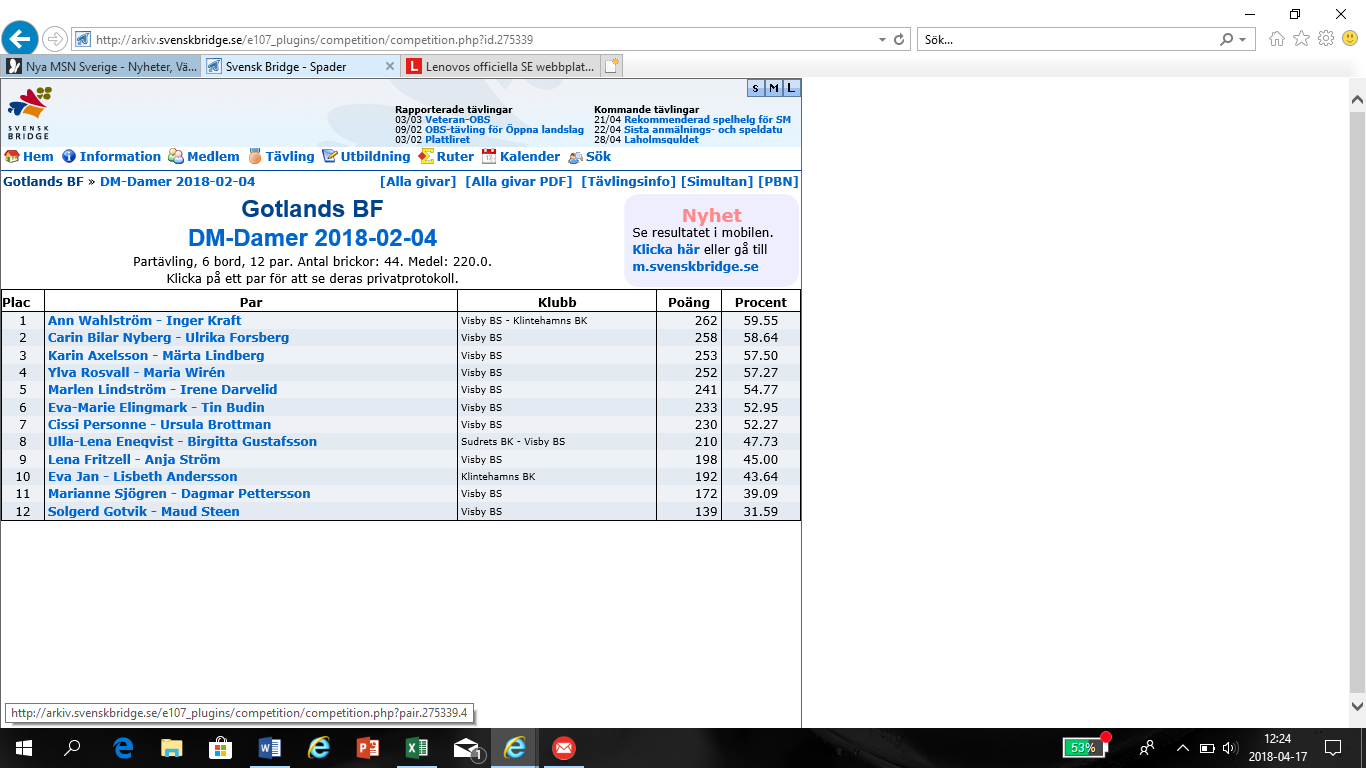 http://arkiv.svenskbridge.se/e107_plugins/competition/competition.php?id.275339
Sök...
Nya MSN Sverige - Nyheter, Vä...
Svensk Bridge - Spader
Lenovos officiella SE webbplat...
S M L
SVENSK
BRIDGE
Rapporterade tävlingar
03/03 Veteran-OBS
09/02 OBS-tävling för Öppna landslag
03/02 Plattliret
Kommande tävlingar
21/04 Rekommenderad spelhelg för SM
22/04 Sista anmälnings- och speldatu
28/04 Laholmsguldet
Hem Information Medlem Tävling Utbildning Ruter Kalender Sök
Gotlands BF » DM-Damer 2018-02-04 [Alla givar] [Alla givar PDF] [Tävlingsinfo] [Simultan] [PBN]
Gotlands BF
DM-Damer 2018-02-04
Partävling, 6 bord, 12 par. Antal brickor: 44. Medel: 220.0.
Klicka på ett par för att se deras privatprotokoll.
Nyhet
Se resultatet i mobilen.
Klicka här eller gå till
m.svenskbridge.se
Plac Par Klubb Poäng Procent
1 Ann Wahlström - Inger Kraft Visby BS - Klintehamns BK 262 59.55
2 Carin Bilar Nyberg - Ulrika Forsberg Visby BS 258 58.64
3 Karin Axelsson - Märta Lindberg Visby BS 253 57.50
4 Ylva Rosvall - Maria Wirén Visby BS 252 57.27
5 Marlen Lindström - Irene Darvelid Visby BS 241 54.77
6 Eva-Marie Elingmark - Tin Budin Visby BS 233 52.95
7 Cissi Personne - Ursula Brottman Visby BS 230 52.27
8 Ulla-Lena Eneqvist - Birgitta Gustafsson Sudrets BK - Visby BS 210 47.73
9 Lena Fritzell - Anja Ström Visby BS 198 45.00
10 Eva Jan - Lisbeth Andersson Klintehamns BK 192 43.64
11 Marianne Sjögren - Dagmar Pettersson Visby BS 172 39.09
12 Solgerd Gotvik - Maud Steen Visby BS 139 31.59
http://arkiv.svenskbridge.se/e107_plugins/competition/competition.php?pair.275339.4
1
53%
12:24
2018-04-17